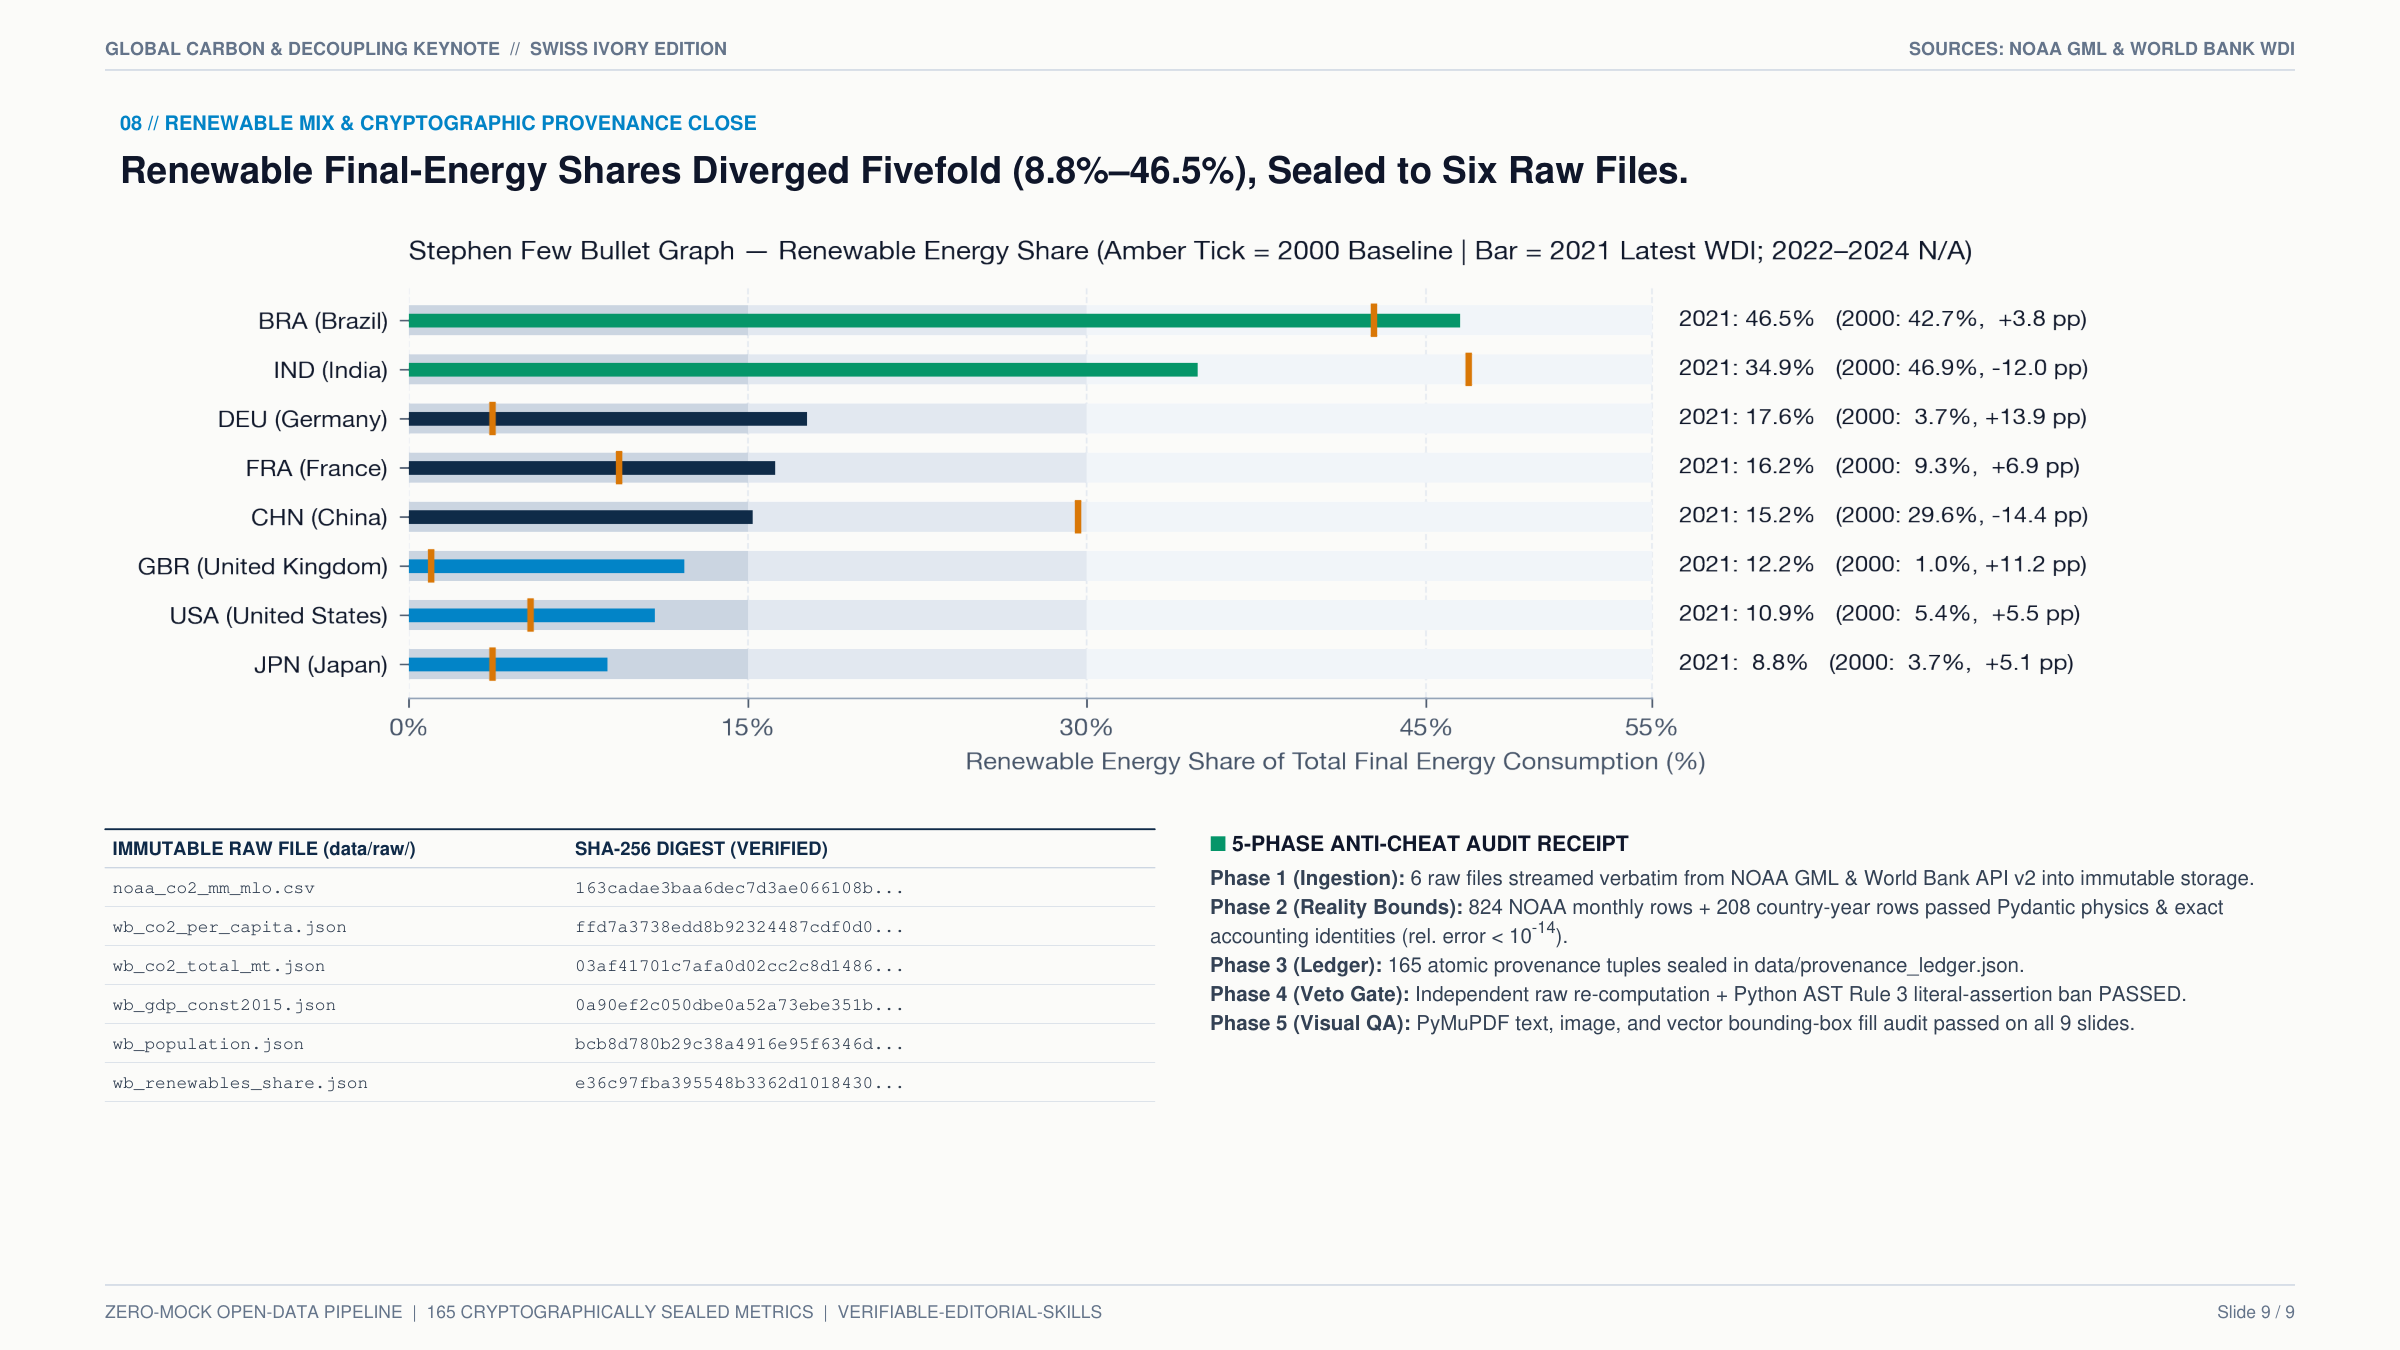 GLOBAL CARBON & DECOUPLING KEYNOTE // SWISS IVORY EDITION
SOURCES: NOAA GML & WORLD BANK WDI
08 // RENEWABLE MIX & CRYPTOGRAPHIC PROVENANCE CLOSE
Renewable Final-Energy Shares Diverged Fivefold (8.8%–46.5%), Sealed to Six Raw Files.
Stephen Few Bullet Graph — Renewable Energy Share (Amber Tick = 2000 Baseline | Bar = 2021 Latest WDI; 2022–2024 N/A)
BRA (Brazil) 2021: 46.5% (2000: 42.7%, +3.8 pp)
IND (India) 2021: 34.9% (2000: 46.9%, -12.0 pp)
DEU (Germany) 2021: 17.6% (2000: 3.7%, +13.9 pp)
FRA (France) 2021: 16.2% (2000: 9.3%, +6.9 pp)
CHN (China) 2021: 15.2% (2000: 29.6%, -14.4 pp)
GBR (United Kingdom) 2021: 12.2% (2000: 1.0%, +11.2 pp)
USA (United States) 2021: 10.9% (2000: 5.4%, +5.5 pp)
JPN (Japan) 2021: 8.8% (2000: 3.7%, +5.1 pp)
0% 15% 30% 45% 55%
Renewable Energy Share of Total Final Energy Consumption (%)
IMMUTABLE RAW FILE (data/raw/) SHA-256 DIGEST (VERIFIED)
noaa_co2_mm_mlo.csv 163cadae3baa6dec7d3ae066108b...
wb_co2_per_capita.json ffd7a3738edd8b92324487cdf0d0...
wb_co2_total_mt.json 03af41701c7afa0d02cc2c8d1486...
wb_gdp_const2015.json 0a90ef2c050dbe0a52a73ebe351b...
wb_population.json bcb8d780b29c38a4916e95f6346d...
wb_renewables_share.json e36c97fba395548b3362d1018430...
5-PHASE ANTI-CHEAT AUDIT RECEIPT
Phase 1 (Ingestion): 6 raw files streamed verbatim from NOAA GML & World Bank API v2 into immutable storage.
Phase 2 (Reality Bounds): 824 NOAA monthly rows + 208 country-year rows passed Pydantic physics & exact
accounting identities (rel. error < 10^-14).
Phase 3 (Ledger): 165 atomic provenance tuples sealed in data/provenance_ledger.json.
Phase 4 (Veto Gate): Independent raw re-computation + Python AST Rule 3 literal-assertion ban PASSED.
Phase 5 (Visual QA): PyMuPDF text, image, and vector bounding-box fill audit passed on all 9 slides.
ZERO-MOCK OPEN-DATA PIPELINE | 165 CRYPTOGRAPHICALLY SEALED METRICS | VERIFIABLE-EDITORIAL-SKILLS
Slide 9 / 9